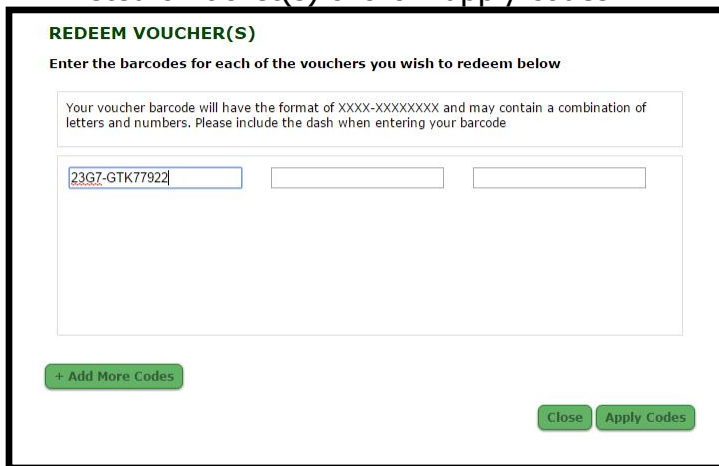 REDEEM VOUCHER(S)
Enter the barcodes for each of the vouchers you wish to redeem below
Your voucher barcode will have the format of XXXX-XXXXXXXX and may contain a combination of
letters and numbers. Please include the dash when entering your barcode
23G7-GTK77922
+ Add More Codes
Close Apply Codes